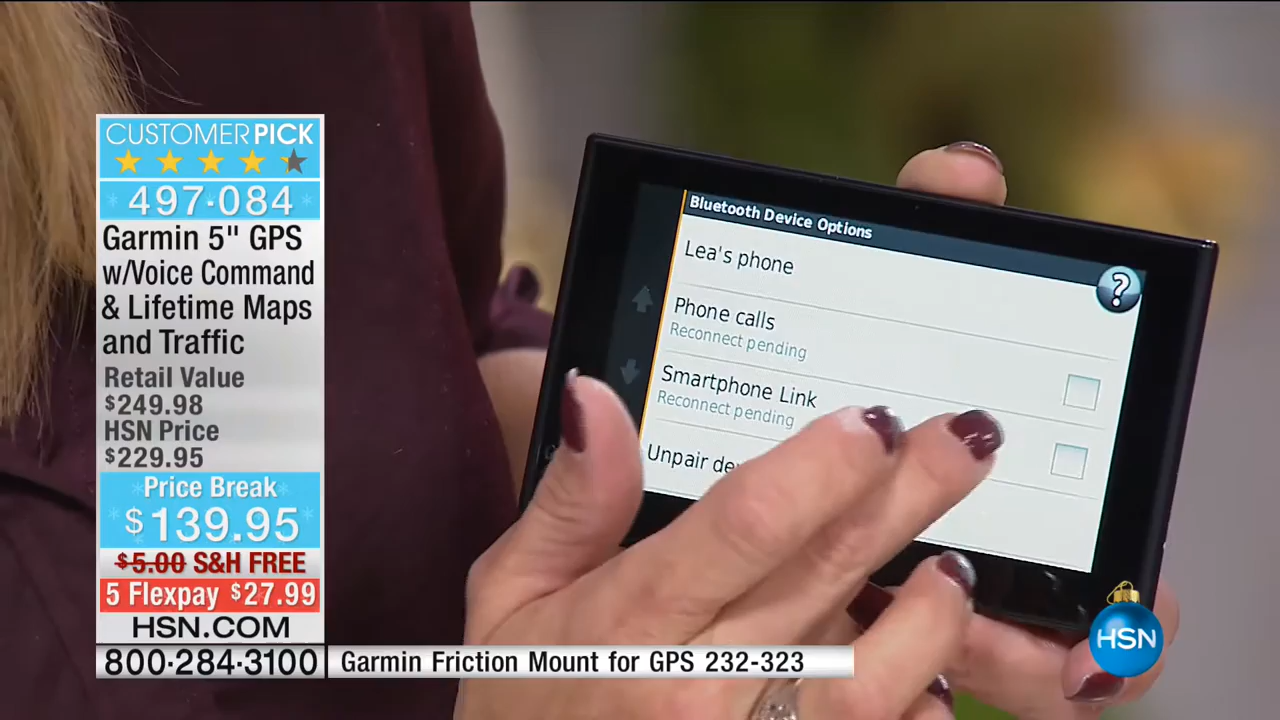 CUSTOMERPICK
497·084
Garmin 5" GPS
w/Voice Command
& Lifetime Maps
and Traffic
Retail Value
$249.98
HSN Price
$229.95
Price Break
$139.95
$5.00 S&H FREE
5 Flexpay $27.99
HSN.COM
800·284·3100
Garmin Friction Mount for GPS 232-323
Bluetooth Device Options
?
Lea's phone
Phone calls
Reconnect pending
Smartphone Link
Reconnect pending
Unpair
HSN